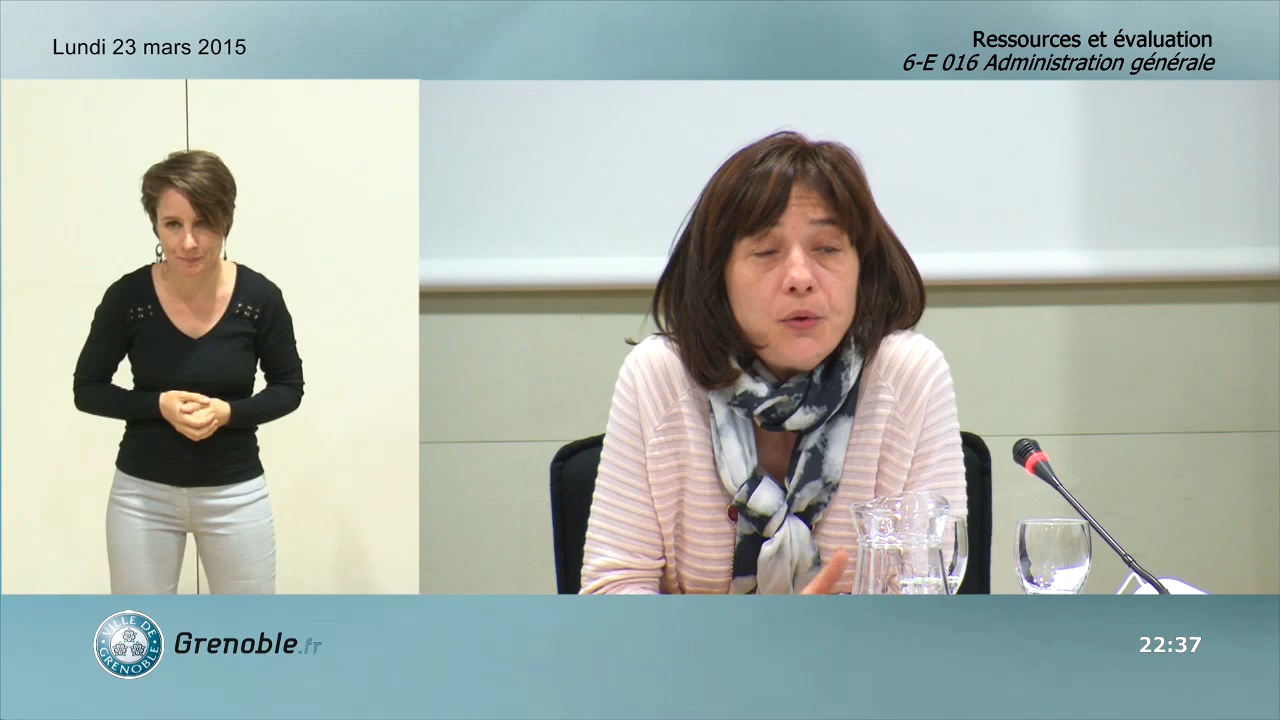 Lundi 23 mars 2015
Ressources et évaluation
6-E 016 Administration générale
VILLE DE
GRENOBLE
Grenoble.fr
22:37